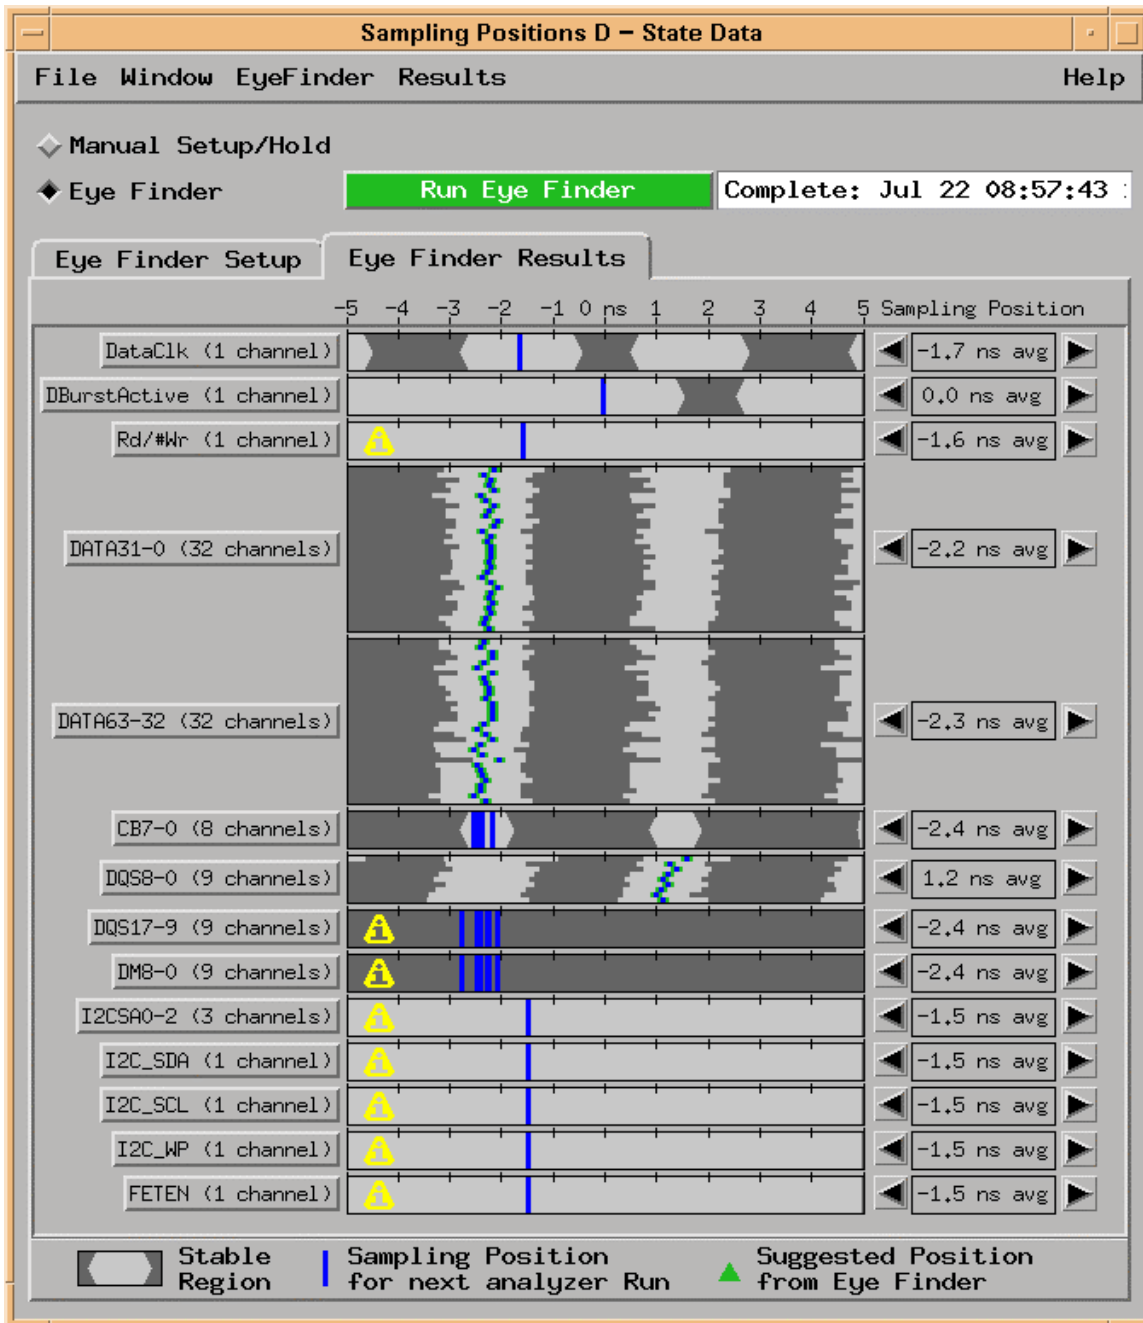 Sampling Positions D - State Data
File Window EyeFinder Results Help
Manual Setup/Hold
Eye Finder Run Eye Finder Complete: Jul 22 08:57:43
Eye Finder Setup Eye Finder Results
-5 -4 -3 -2 -1 0 ns 1 2 3 4 5 Sampling Position
DataClk (1 channel) -1.7 ns avg
DBurstActive (1 channel) 0.0 ns avg
Rd/#Wr (1 channel) -1.6 ns avg
DATA31-0 (32 channels) -2.2 ns avg
DATA63-32 (32 channels) -2.3 ns avg
CB7-0 (8 channels) -2.4 ns avg
DQS8-0 (9 channels) 1.2 ns avg
DQS17-9 (9 channels) -2.4 ns avg
DM8-0 (9 channels) -2.4 ns avg
I2CSA0-2 (3 channels) -1.5 ns avg
I2C_SDA (1 channel) -1.5 ns avg
I2C_SCL (1 channel) -1.5 ns avg
I2C_WP (1 channel) -1.5 ns avg
FETEN (1 channel) -1.5 ns avg
Stable Sampling Position Suggested Position
Region for next analyzer Run from Eye Finder